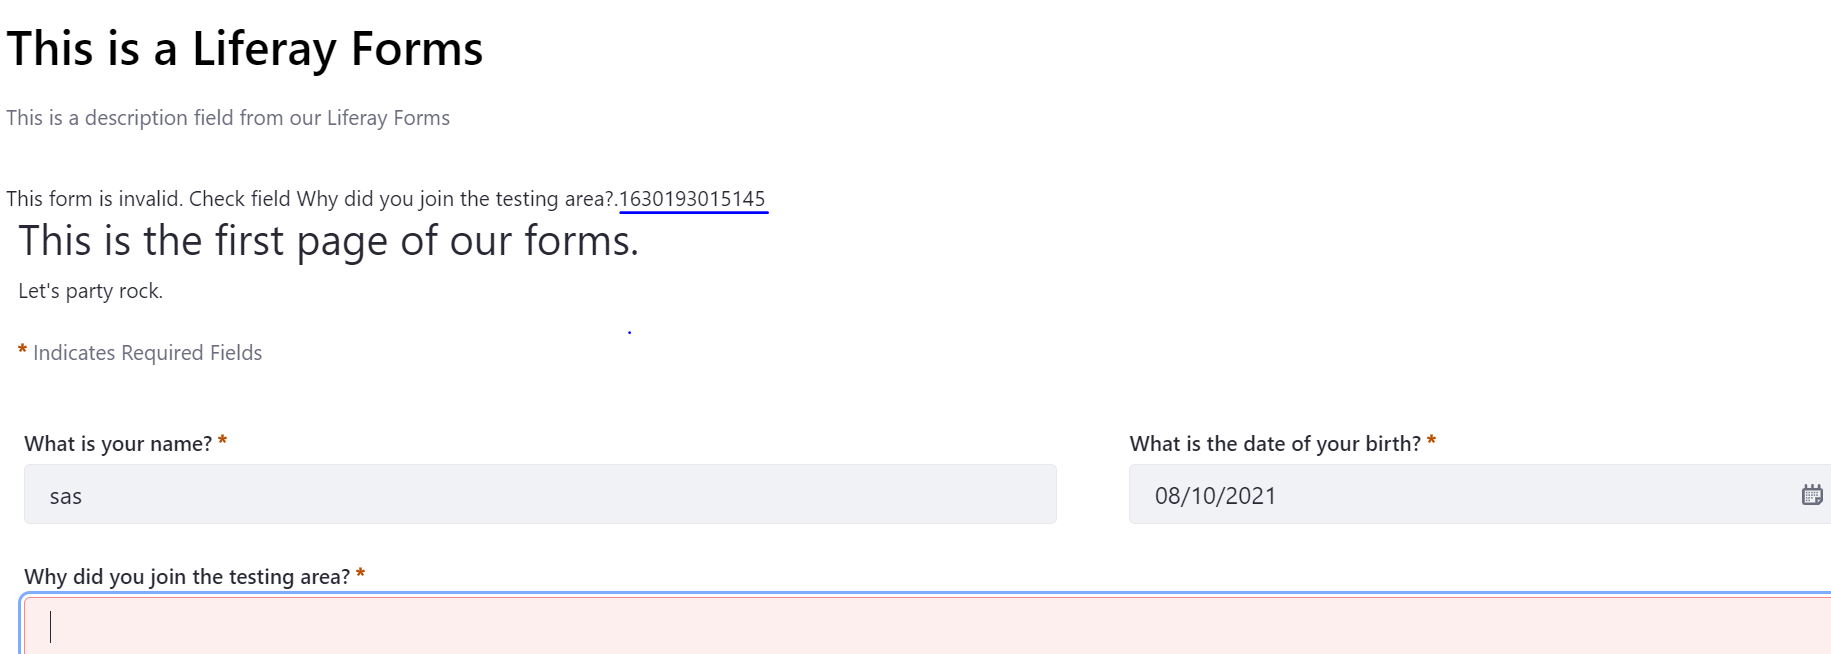 This is a Liferay Forms
This is a description field from our Liferay Forms
This form is invalid. Check field Why did you join the testing area?.1630193015145
This is the first page of our forms.
Let's party rock.
* Indicates Required Fields
What is your name? *
What is the date of your birth? *
sas
08/10/2021
Why did you join the testing area? *